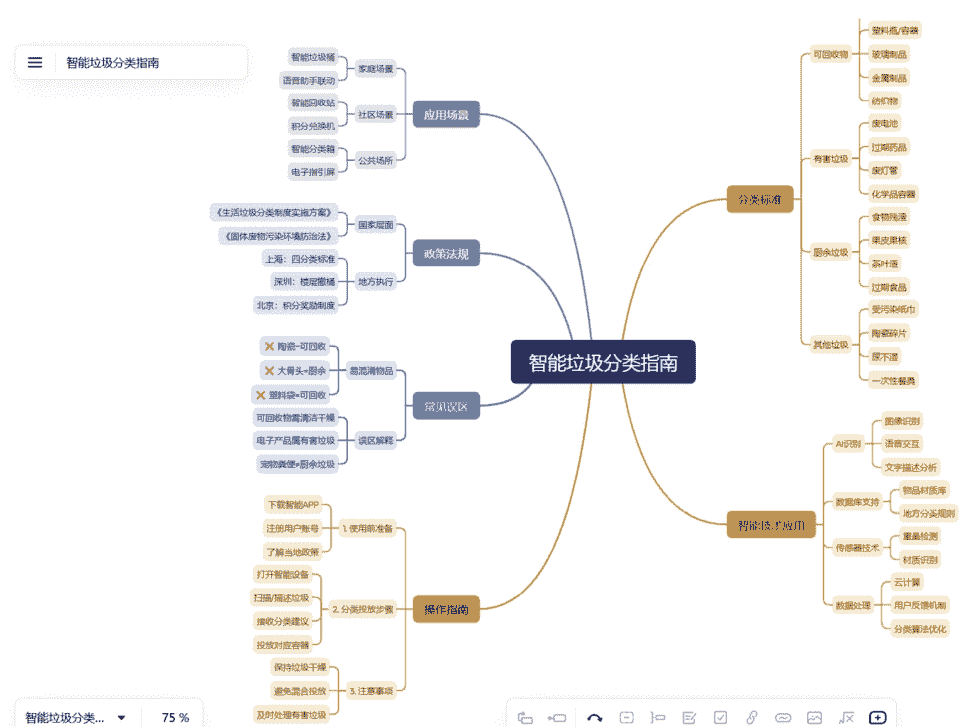 智能垃圾分类指南
智能垃圾分类指南
应用场景
家庭场景
智能垃圾桶
语音助手联动
社区场景
智能回收站
积分兑换机
公共场所
智能分类箱
电子指引屏
政策法规
国家层面
《生活垃圾分类制度实施方案》
《固体废物污染环境防治法》
地方执行
上海：四分类标准
深圳：楼层撤桶
北京：积分奖励制度
常见误区
易混淆物品
❌ 陶瓷≠可回收
❌ 大骨头≠厨余
❌ 塑料袋≠可回收
误区解释
可回收物需清洁干燥
电子产品属有害垃圾
宠物粪便≠厨余垃圾
操作指南
1. 使用前准备
下载智能APP
注册用户账号
了解当地政策
2. 分类投放步骤
打开智能设备
扫描/描述垃圾
接收分类建议
投放对应容器
3. 注意事项
保持垃圾干燥
避免混合投放
及时处理有害垃圾
分类标准
可回收物
塑料瓶/容器
玻璃制品
金属制品
纺织物
有害垃圾
废电池
过期药品
废灯管
化学品容器
厨余垃圾
食物残渣
果皮果核
茶叶渣
过期食品
其他垃圾
受污染纸巾
陶瓷碎片
尿不湿
一次性餐具
智能技术应用
AI识别
图像识别
语音交互
文字描述分析
数据库支持
物品材质库
地方分类规则
传感器技术
重量检测
材质识别
数据处理
云计算
用户反馈机制
分类算法优化
智能垃圾分类...
75 %